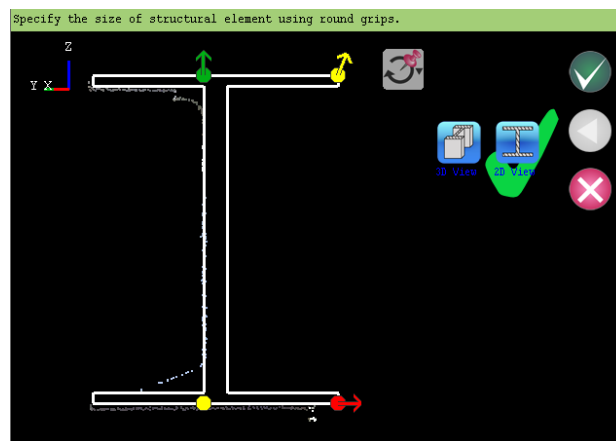 Specify the size of structural element using round grips.
Z
Y X
3D View
2D View